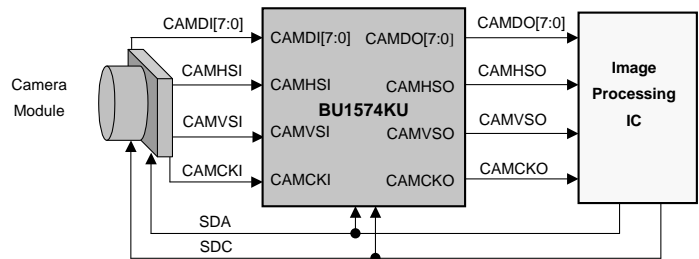 CAMDI[7:0]
CAMDO[7:0]
CAMDI[7:0]
CAMDO[7:0]
Camera
Module
CAMHSI
CAMHSI
CAMHSO
CAMHSO
BU1574KU
Image
Processing
IC
CAMVSI
CAMVSI
CAMVSO
CAMVSO
CAMCKI
CAMCKI
CAMCKO
CAMCKO
SDA
SDC